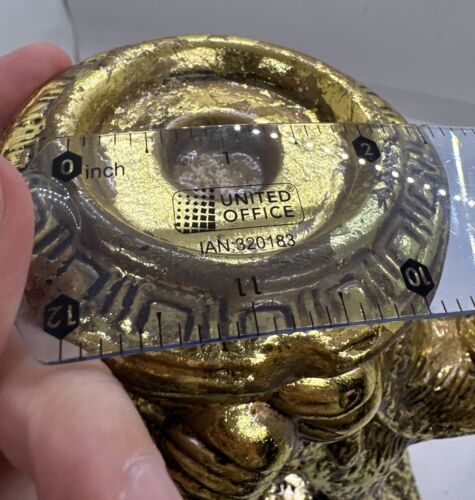 0 inch 1 2
UNITED
OFFICE®
IAN:320183
12 11 10